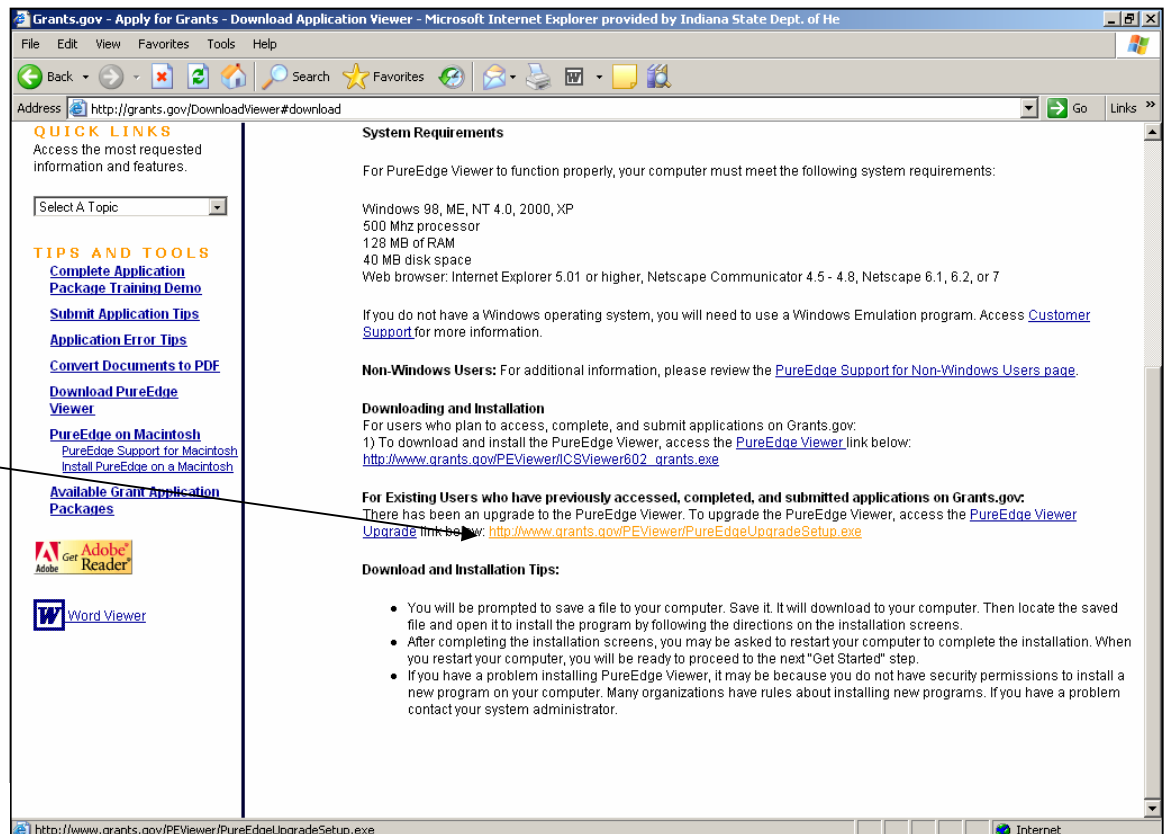 Grants.gov - Apply for Grants - Download Application Viewer - Microsoft Internet Explorer provided by Indiana State Dept. of He
File Edit View Favorites Tools Help
Back Search Favorites
Address http://grants.gov/DownloadViewer#download Go Links »
QUICK LINKS
Access the most requested
information and features.
Select A Topic
TIPS AND TOOLS
Complete Application
Package Training Demo
Submit Application Tips
Application Error Tips
Convert Documents to PDF
Download PureEdge
Viewer
PureEdge on Macintosh
PureEdge Support for Macintosh
Install PureEdge on a Macintosh
Available Grant Application
Packages
Adobe Get Adobe®
Reader®
W Word Viewer
System Requirements
For PureEdge Viewer to function properly, your computer must meet the following system requirements:
Windows 98, ME, NT 4.0, 2000, XP
500 Mhz processor
128 MB of RAM
40 MB disk space
Web browser: Internet Explorer 5.01 or higher, Netscape Communicator 4.5 - 4.8, Netscape 6.1, 6.2, or 7
If you do not have a Windows operating system, you will need to use a Windows Emulation program. Access Customer
Support for more information.
Non-Windows Users: For additional information, please review the PureEdge Support for Non-Windows Users page.
Downloading and Installation
For users who plan to access, complete, and submit applications on Grants.gov:
1) To download and install the PureEdge Viewer, access the PureEdge Viewer link below:
http://www.grants.gov/PEViewer/ICSViewer602_grants.exe
For Existing Users who have previously accessed, completed, and submitted applications on Grants.gov:
There has been an upgrade to the PureEdge Viewer. To upgrade the PureEdge Viewer, access the PureEdge Viewer
Upgrade link below: http://www.grants.gov/PEViewer/PureEdgeUpgradeSetup.exe
Download and Installation Tips:
• You will be prompted to save a file to your computer. Save it. It will download to your computer. Then locate the saved
file and open it to install the program by following the directions on the installation screens.
• After completing the installation screens, you may be asked to restart your computer to complete the installation. When
you restart your computer, you will be ready to proceed to the next "Get Started" step.
• If you have a problem installing PureEdge Viewer, it may be because you do not have security permissions to install a
new program on your computer. Many organizations have rules about installing new programs. If you have a problem
contact your system administrator.
http://www.grants.gov/PEViewer/PureEdgeUpgradeSetup.exe Internet